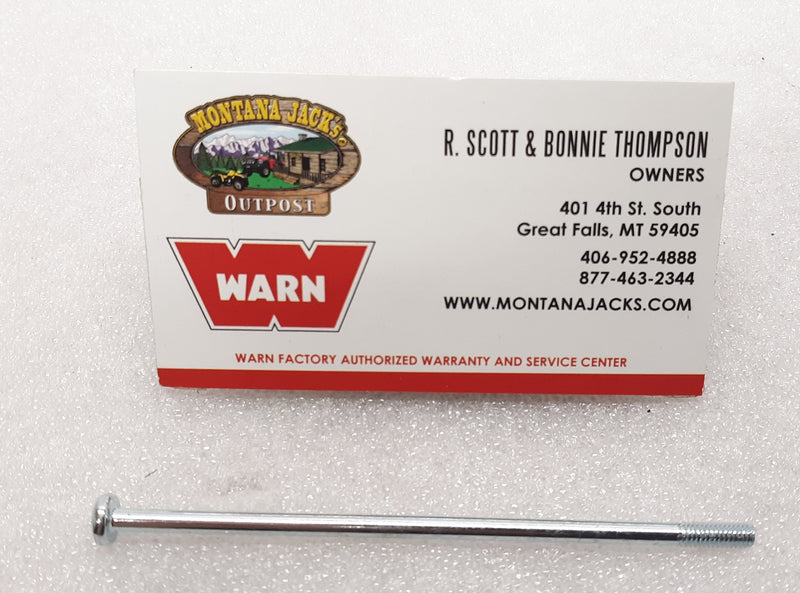 MONTANA JACK's
OUTPOST
WARN
R. SCOTT & BONNIE THOMPSON
OWNERS
401 4th St. South
Great Falls, MT 59405
406-952-4888
877-463-2344
WWW.MONTANAJACKS.COM
WARN FACTORY AUTHORIZED WARRANTY AND SERVICE CENTER